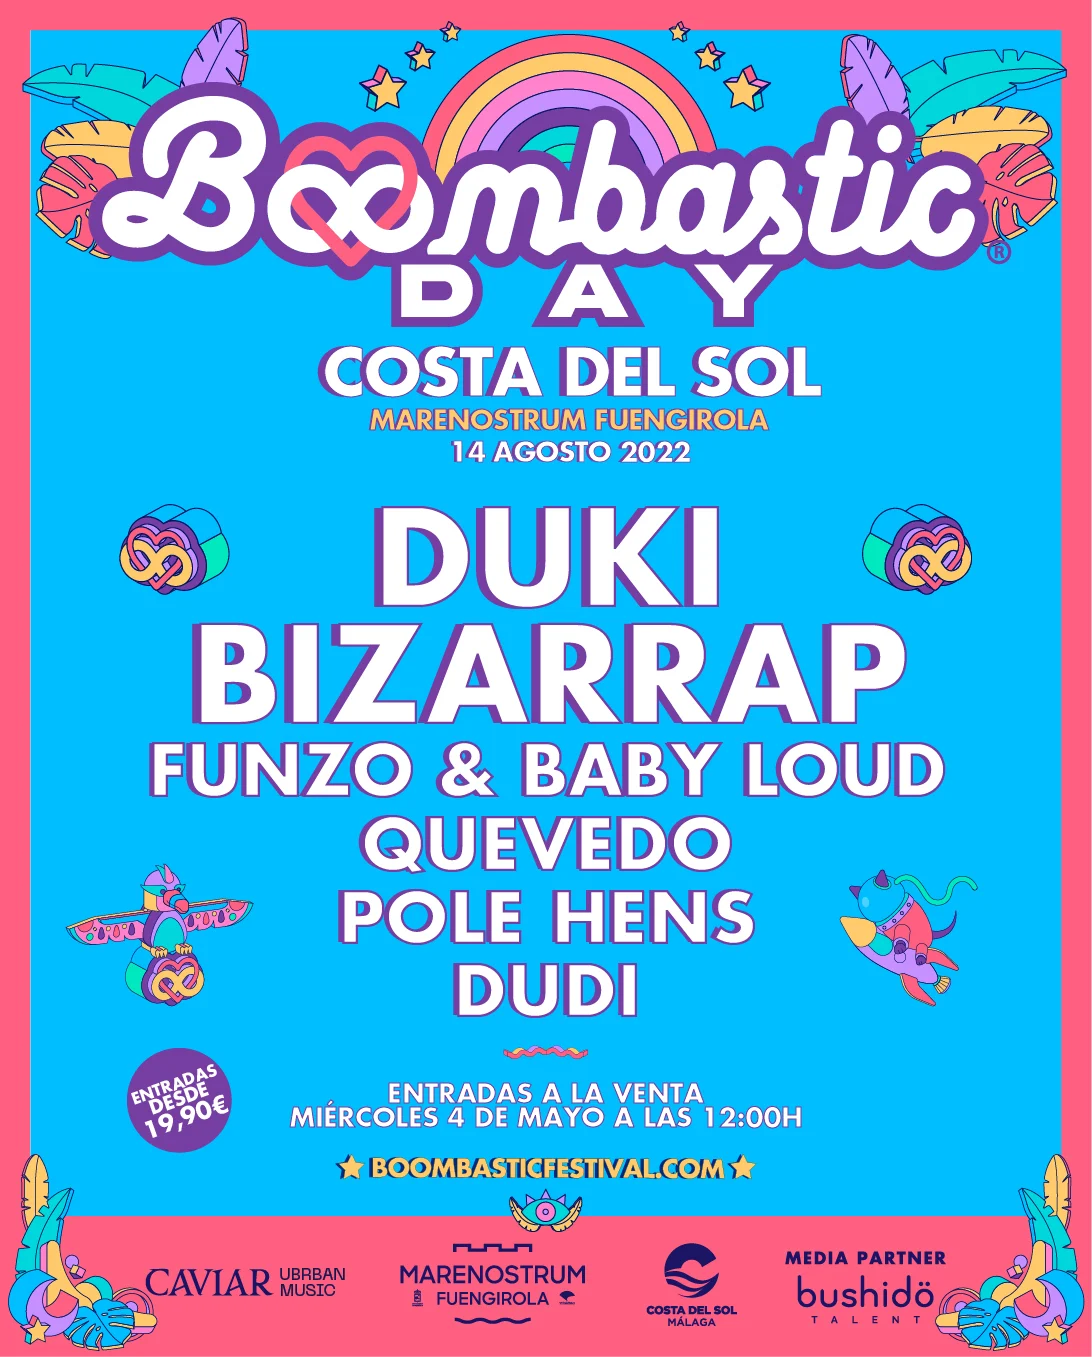 Boombastic®
DAY
COSTA DEL SOL
MARENOSTRUM FUENGIROLA
14 AGOSTO 2022
DUKI
BIZARRAP
FUNZO & BABY LOUD
QUEVEDO
POLE HENS
DUDI
ENTRADAS
DESDE
19,90€
ENTRADAS A LA VENTA
MIÉRCOLES 4 DE MAYO A LAS 12:00H
BOOMBASTICFESTIVAL.COM
CAVIAR UBRBAN
MUSIC
MARENOSTRUM
FUENGIROLA
COSTA DEL SOL
MÁLAGA
MEDIA PARTNER
bushidö
TALENT